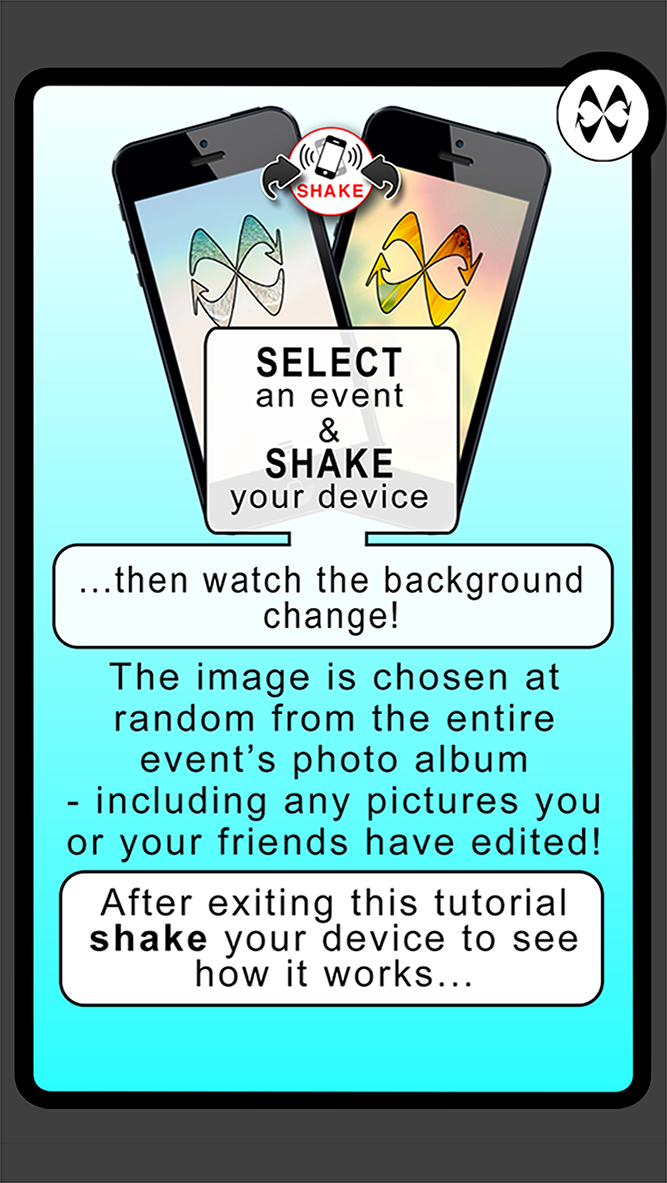 SHAKE
SELECT
an event
&
SHAKE
your device
...then watch the background
change!
The image is chosen at
random from the entire
event’s photo album
- including any pictures you
or your friends have edited!
After exiting this tutorial
shake your device to see
how it works...